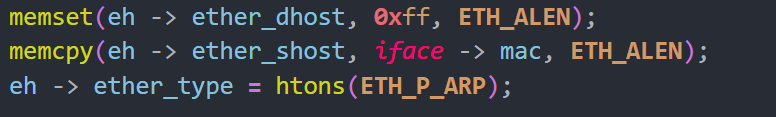 memset(eh -> ether_dhost, 0xff, ETH_ALEN);
memcpy(eh -> ether_shost, iface -> mac, ETH_ALEN);
eh -> ether_type = htons(ETH_P_ARP);